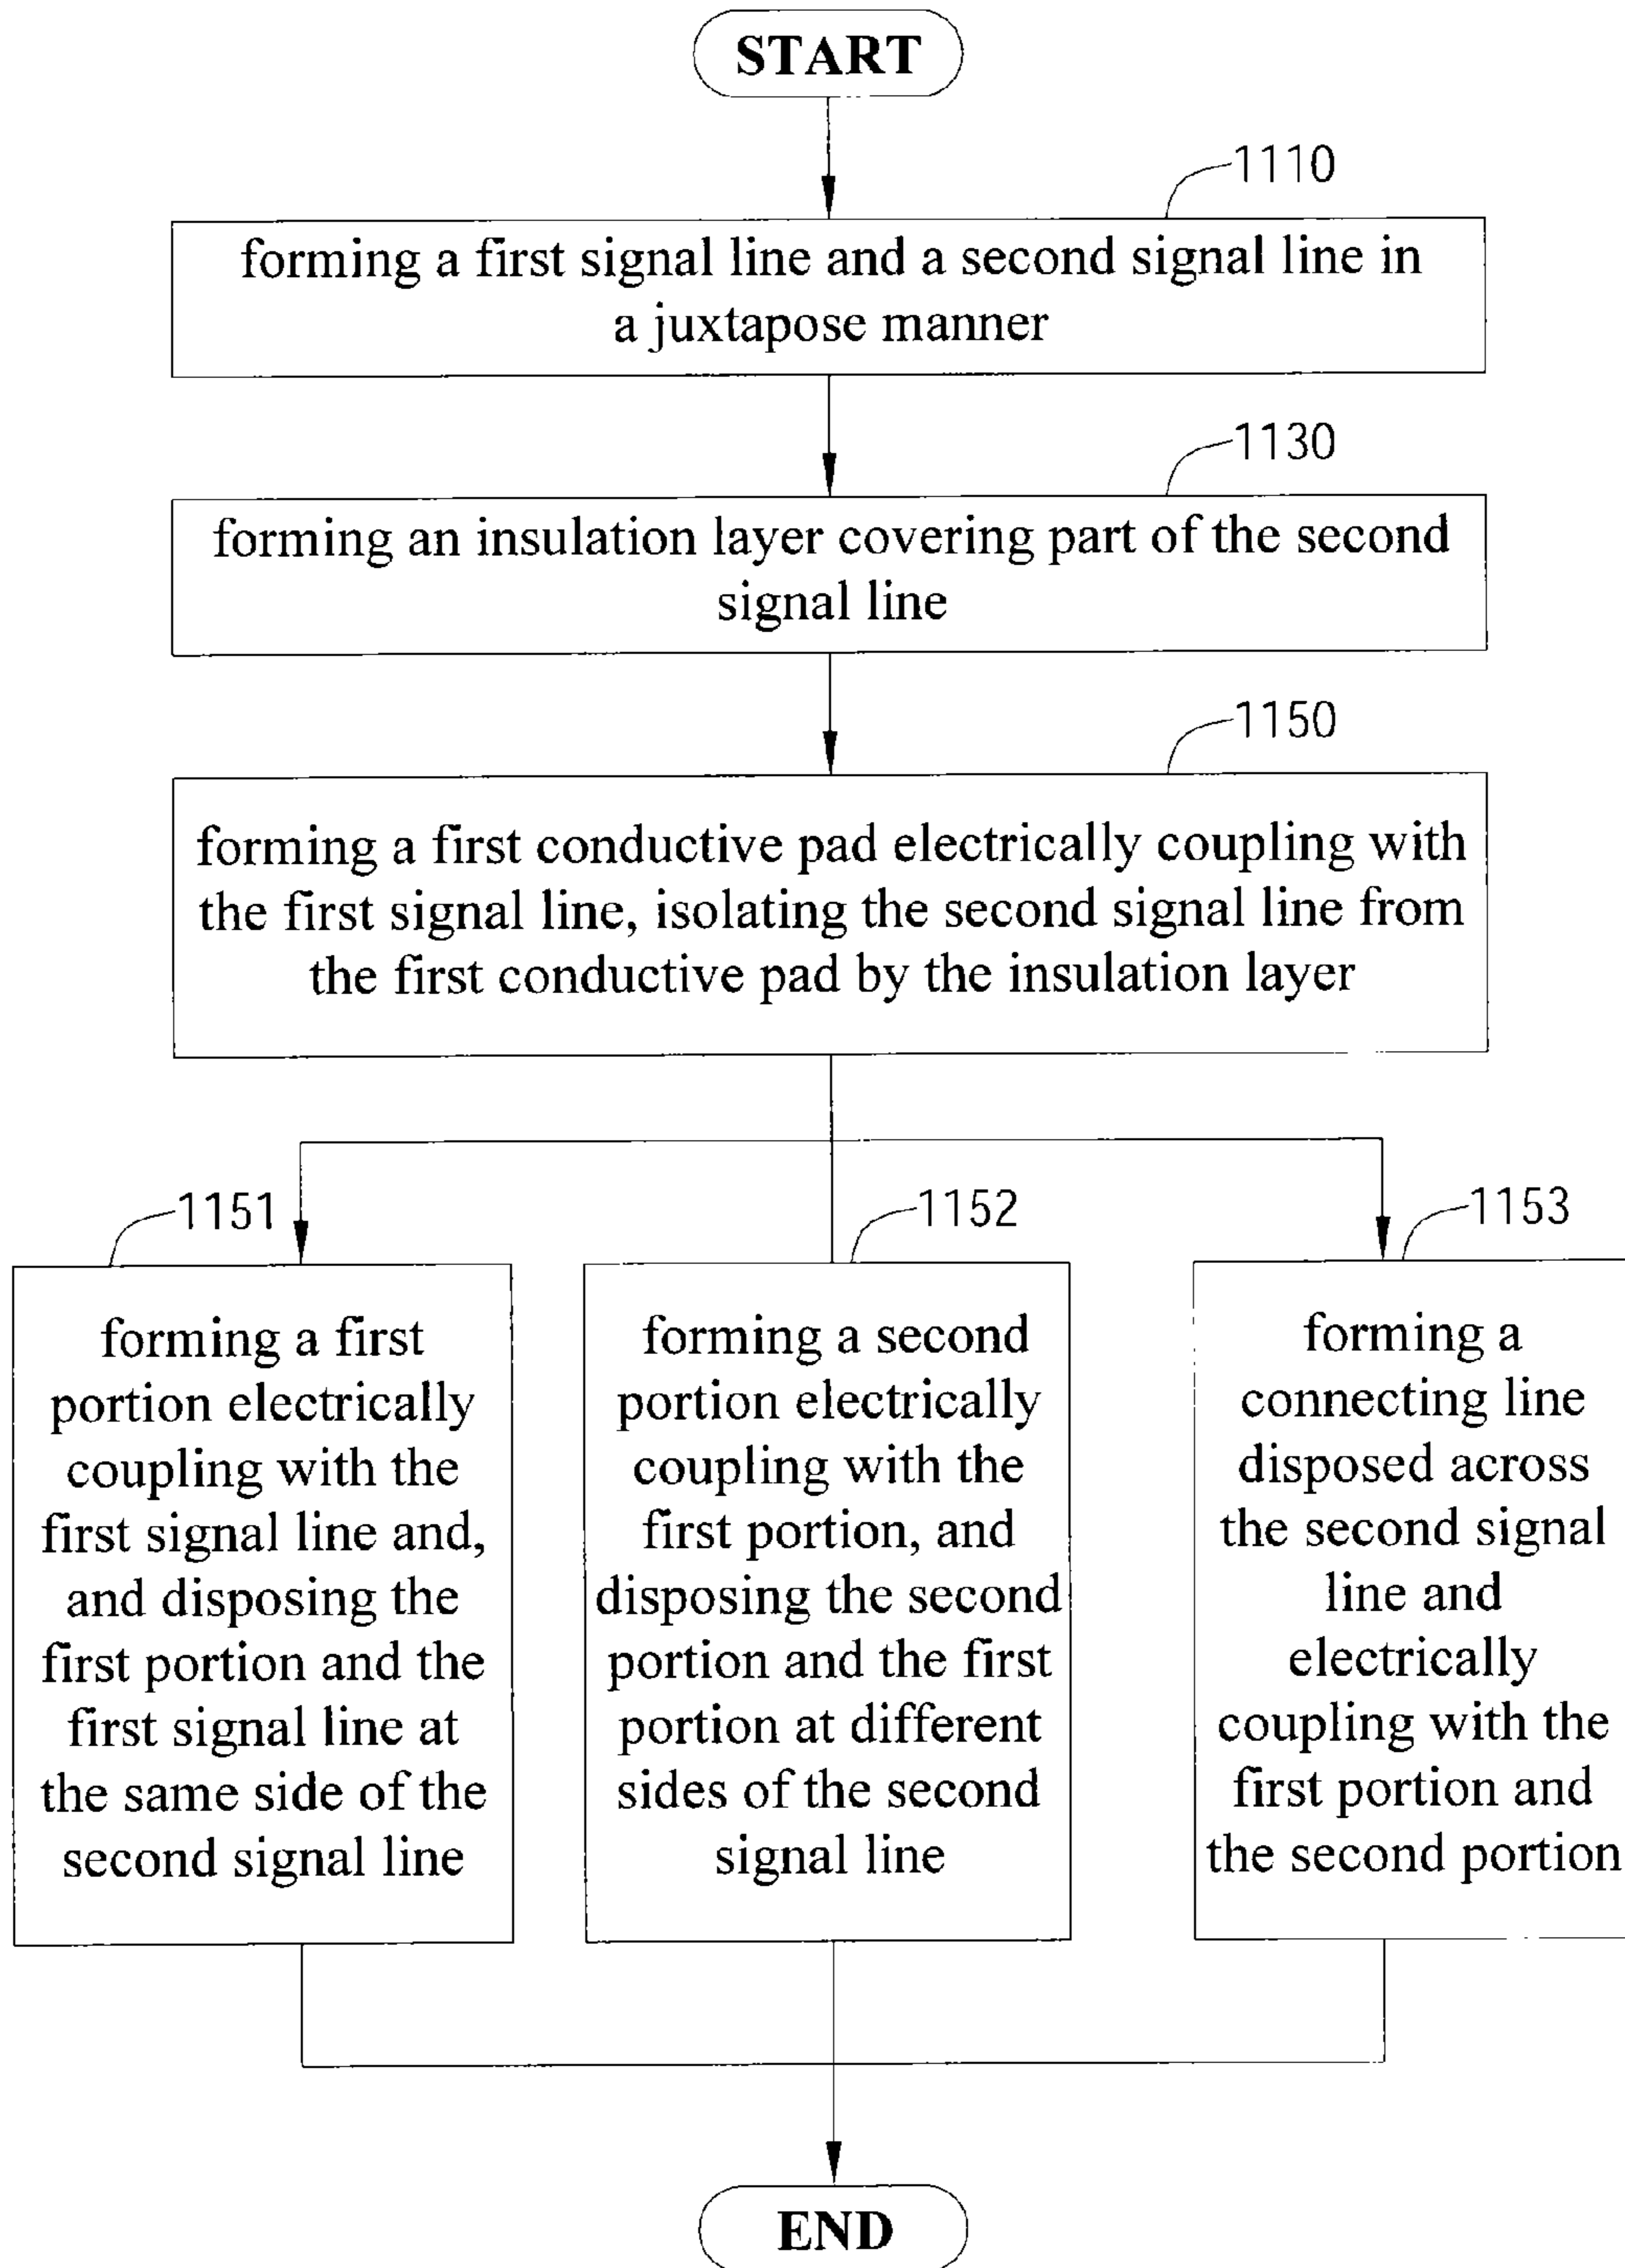 START
1110
forming a first signal line and a second signal line in
a juxtapose manner
1130
forming an insulation layer covering part of the second
signal line
1150
forming a first conductive pad electrically coupling with
the first signal line, isolating the second signal line from
the first conductive pad by the insulation layer
1151
forming a first
portion electrically
coupling with the
first signal line and,
and disposing the
first portion and the
first signal line at
the same side of the
second signal line
1152
forming a second
portion electrically
coupling with the
first portion, and
disposing the second
portion and the first
portion at different
sides of the second
signal line
1153
forming a
connecting line
disposed across
the second signal
line and
electrically
coupling with the
first portion and
the second portion
END